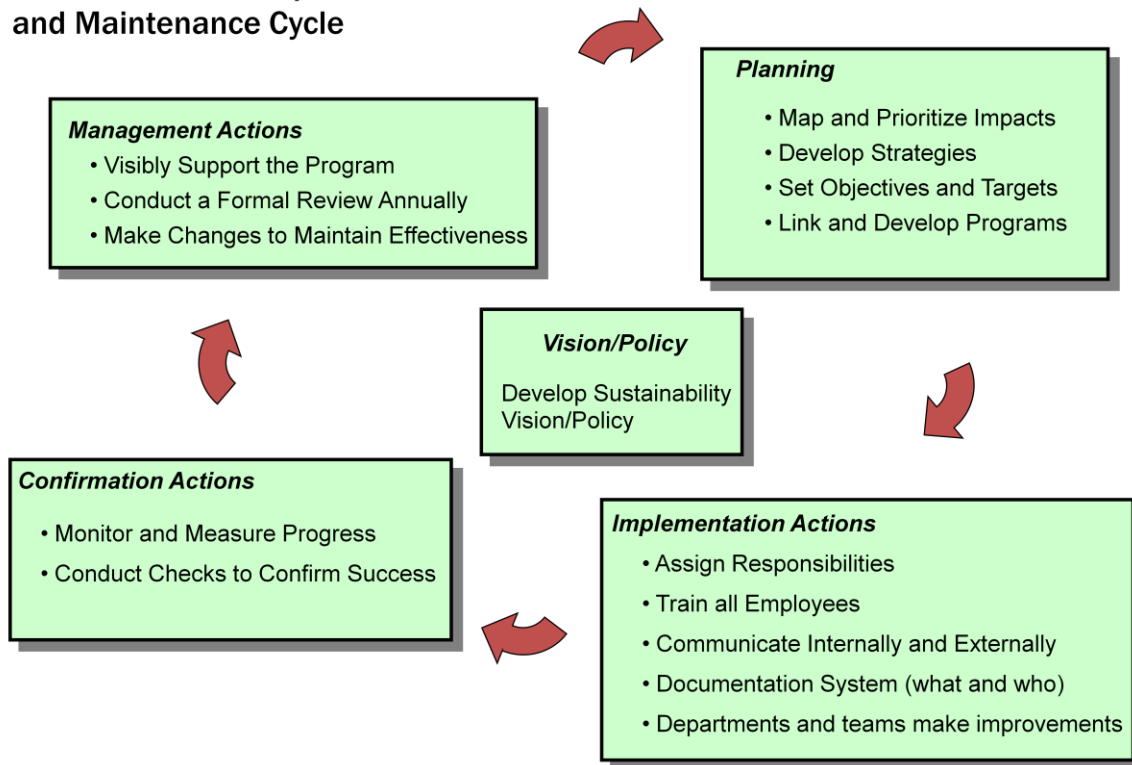 and Maintenance Cycle
Planning
• Map and Prioritize Impacts
• Develop Strategies
• Set Objectives and Targets
• Link and Develop Programs
Management Actions
• Visibly Support the Program
• Conduct a Formal Review Annually
• Make Changes to Maintain Effectiveness
Vision/Policy
Develop Sustainability
Vision/Policy
Confirmation Actions
• Monitor and Measure Progress
• Conduct Checks to Confirm Success
Implementation Actions
• Assign Responsibilities
• Train all Employees
• Communicate Internally and Externally
• Documentation System (what and who)
• Departments and teams make improvements